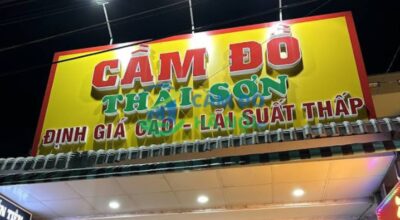 CẦM ĐỒ
THÁI SƠN
ĐỊNH GIÁ CAO - LÃI SUẤT THẤP